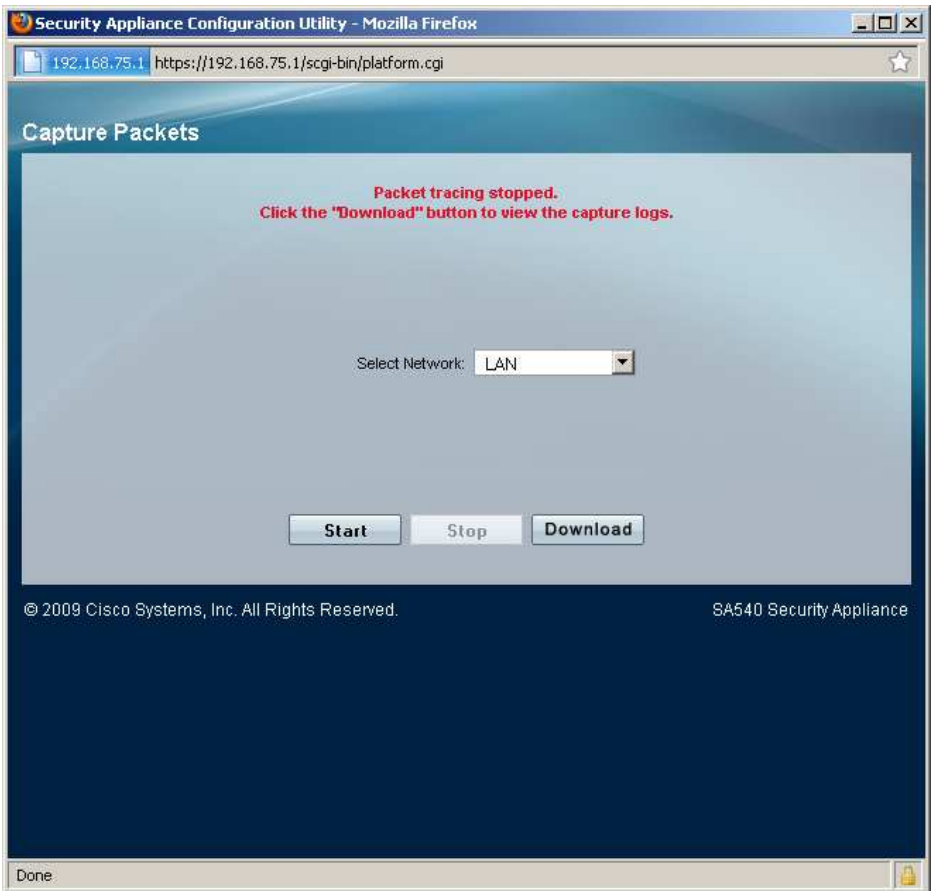 Security Appliance Configuration Utility - Mozilla Firefox
192.168.75.1 https://192.168.75.1/scgi-bin/platform.cgi
Capture Packets
Packet tracing stopped.
Click the "Download" button to view the capture logs.
Select Network: LAN
Start Stop Download
© 2009 Cisco Systems, Inc. All Rights Reserved. SA540 Security Appliance
Done